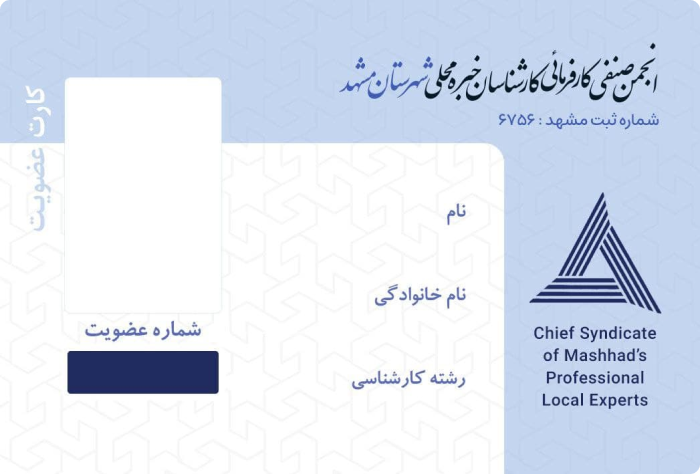 انجمن صنفی کارفرمائی کارشناسان خبره محلی شهرستان مشهد
شماره ثبت مشهد : ۶۷۵۶
کارت عضویت
نام
نام خانوادگی
شماره عضویت
رشته کارشناسی
Chief Syndicate
of Mashhad's
Professional
Local Experts